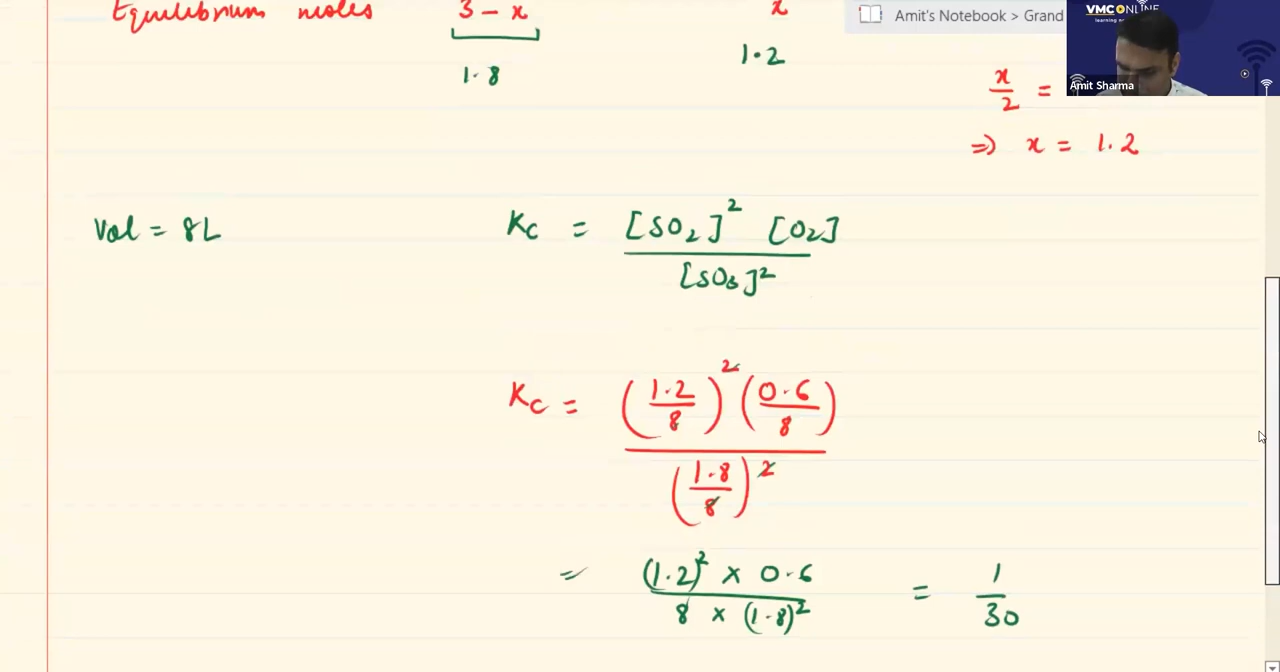 Equilibrium moles 3 - x x
1.8 1.2
Amit's Notebook > Grand
VMC ONLINE
Amit Sharma
x/2 =
⇒ x = 1.2
Vol = 8L
Kc = [SO₂]² [O₂] / [SO₃]²
Kc = (1.2/8)² (0.6/8) / (1.8/8)²
= (1.2)² × 0.6 / 8 × (1.8)² = 1/30